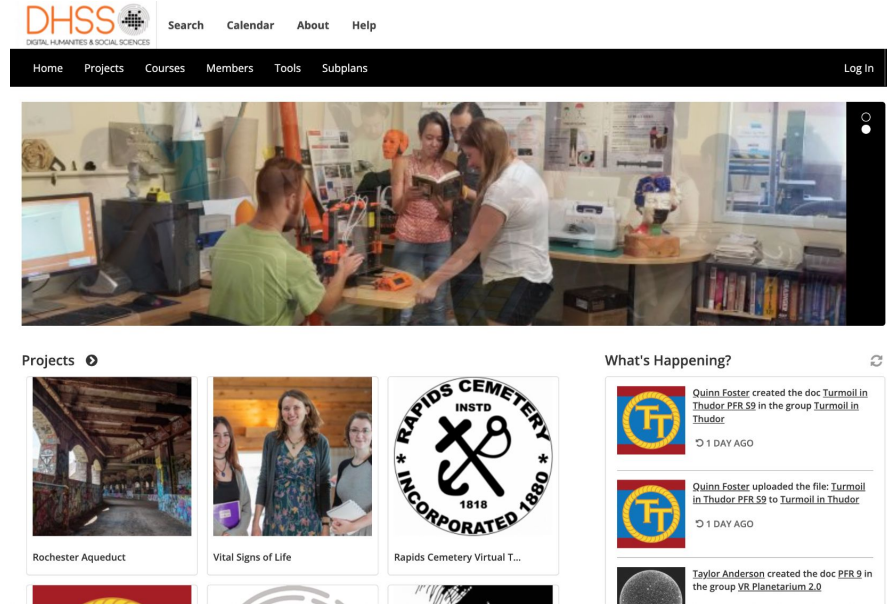 DHSS
DIGITAL HUMANITIES & SOCIAL SCIENCES
Search Calendar About Help
Home Projects Courses Members Tools Subplans Log In
Projects
RAPIDS CEMETERY
INSTD
1818
INCORPORATED 1880
Rochester Aqueduct
Vital Signs of Life
Rapids Cemetery Virtual T...
What's Happening?
TT
Quinn Foster created the doc Turmoil in
Thudor PFR S9 in the group Turmoil in
Thudor
1 DAY AGO
TT
Quinn Foster uploaded the file: Turmoil
in Thudor PFR S9 to Turmoil in Thudor
1 DAY AGO
Taylor Anderson created the doc PFR 9 in
the group VR Planetarium 2.0